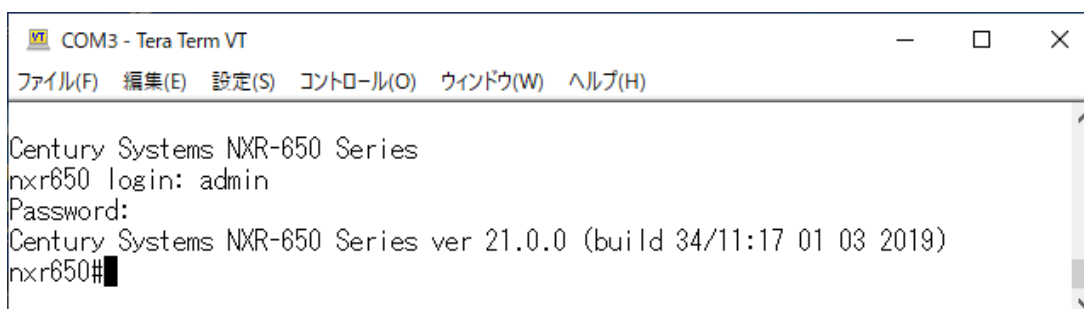 COM3 - Tera Term VT
ファイル(F) 編集(E) 設定(S) コントロール(O) ウィンドウ(W) ヘルプ(H)
Century Systems NXR-650 Series
nxr650 login: admin
Password:
Century Systems NXR-650 Series ver 21.0.0 (build 34/11:17 01 03 2019)
nxr650#